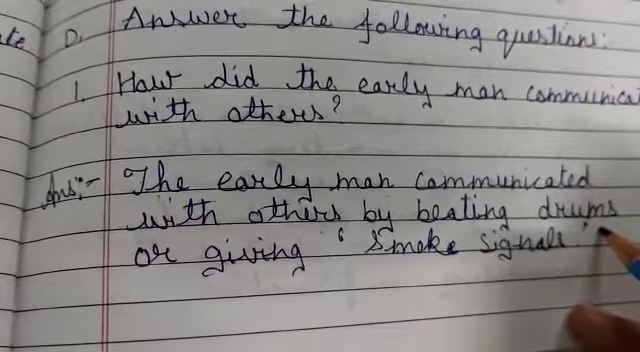 D. Answer the following questions:
1. How did the early man communica
with others?
Ans:- The early man communicated
with others by beating drums
or giving ' Smoke signals '